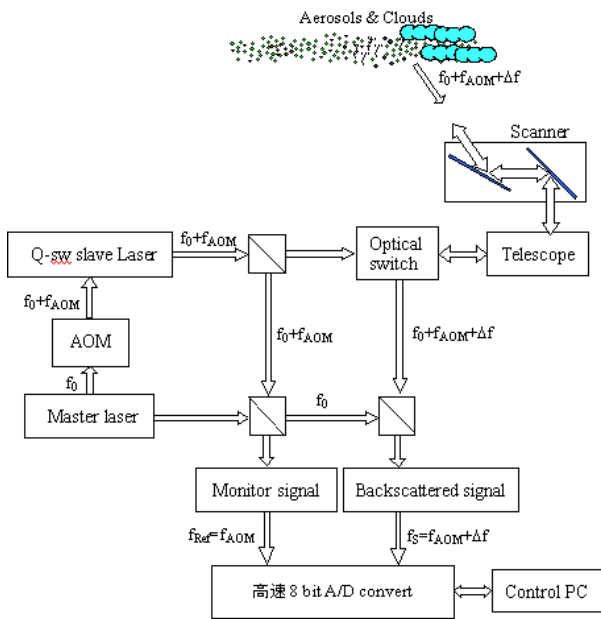 Aerosols & Clouds
f0+fAOM+Δf
Scanner
Q-sw slave Laser
f0+fAOM
Optical switch
Telescope
f0+fAOM
AOM
f0+fAOM
f0+fAOM+Δf
f0
Master laser
f0
Monitor signal
Backscattered signal
fRef=fAOM
fS=fAOM+Δf
高速 8 bit A/D convert
Control PC